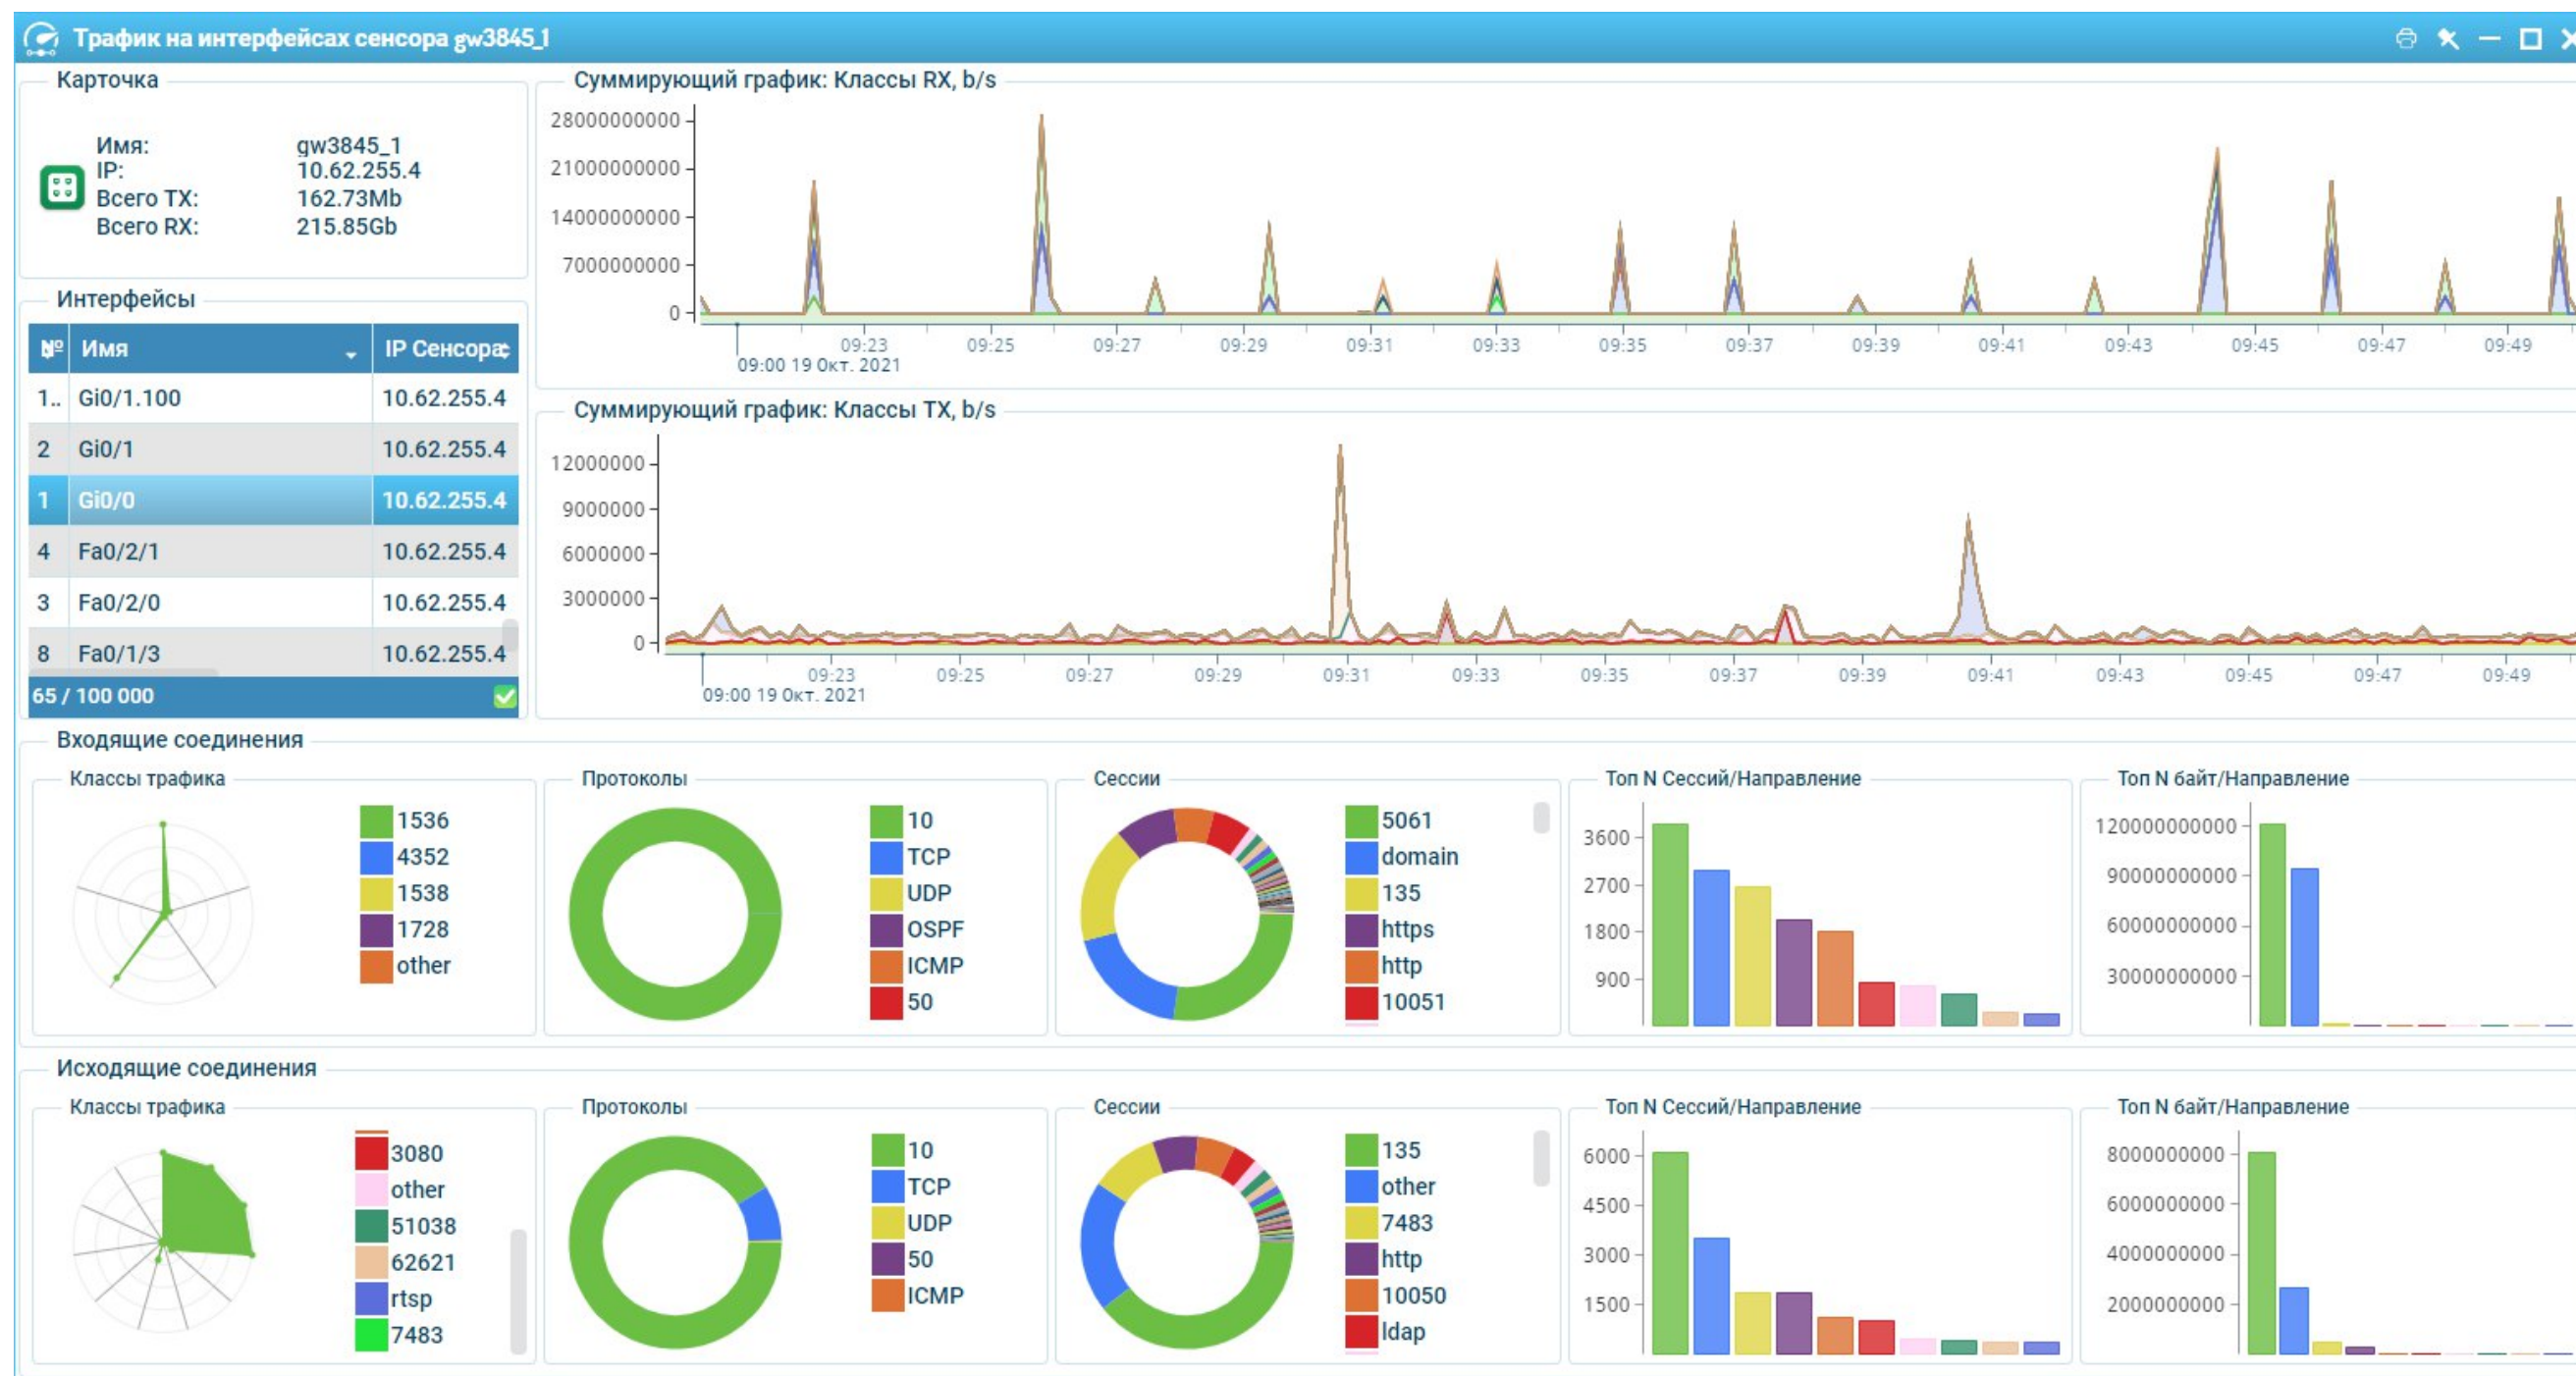 Трафик на интерфейсах сенсора gw3845_1
Карточка
Имя: gw3845_1
IP: 10.62.255.4
Всего TX: 162.73Mb
Всего RX: 215.85Gb
Интерфейсы
№ Имя IP Сенсора
1.. Gi0/1.100 10.62.255.4
2 Gi0/1 10.62.255.4
1 Gi0/0 10.62.255.4
4 Fa0/2/1 10.62.255.4
3 Fa0/2/0 10.62.255.4
8 Fa0/1/3 10.62.255.4
65 / 100 000
Суммирующий график: Классы RX, b/s
28000000000
21000000000
14000000000
7000000000
0
09:23 09:25 09:27 09:29 09:31 09:33 09:35 09:37 09:39 09:41 09:43 09:45 09:47 09:49
09:00 19 Окт. 2021
Суммирующий график: Классы TX, b/s
12000000
9000000
6000000
3000000
0
09:23 09:25 09:27 09:29 09:31 09:33 09:35 09:37 09:39 09:41 09:43 09:45 09:47 09:49
09:00 19 Окт. 2021
Входящие соединения
Классы трафика
1536
4352
1538
1728
other
Протоколы
10
TCP
UDP
OSPF
ICMP
50
Сессии
5061
domain
135
https
http
10051
Топ N Сессий/Направление
3600
2700
1800
900
Топ N байт/Направление
120000000000
90000000000
60000000000
30000000000
Исходящие соединения
Классы трафика
3080
other
51038
62621
rtsp
7483
Протоколы
10
TCP
UDP
50
ICMP
Сессии
135
other
7483
http
10050
ldap
Топ N Сессий/Направление
6000
4500
3000
1500
Топ N байт/Направление
8000000000
6000000000
4000000000
2000000000